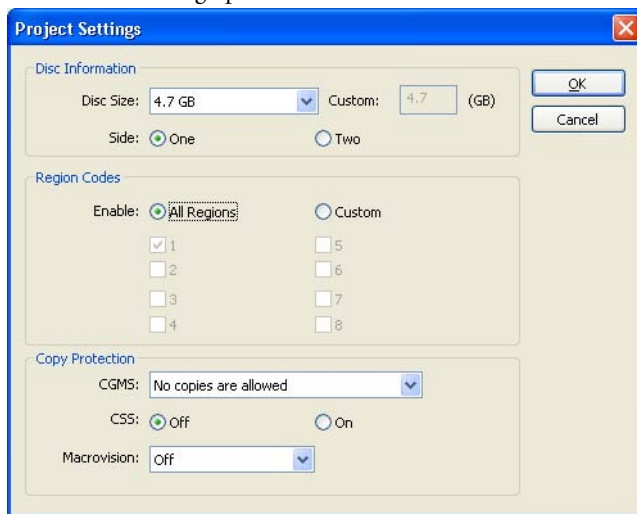 Project Settings
Disc Information
Disc Size: 4.7 GB Custom: 4.7 (GB)
Side: One Two
OK
Cancel
Region Codes
Enable: All Regions Custom
1 5
2 6
3 7
4 8
Copy Protection
CGMS: No copies are allowed
CSS: Off On
Macrovision: Off